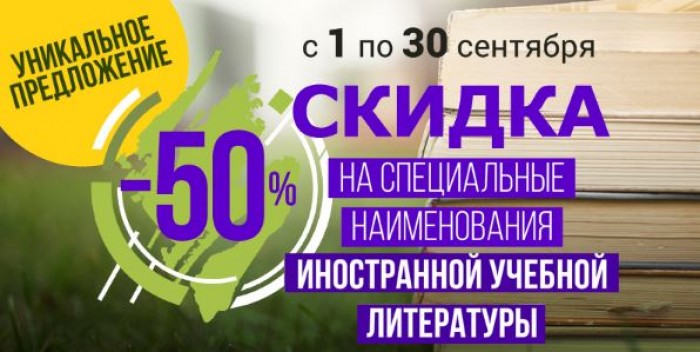 УНИКАЛЬНОЕ
ПРЕДЛОЖЕНИЕ
с 1 по 30 сентября
-50%
СКИДКА
НА СПЕЦИАЛЬНЫЕ
НАИМЕНОВАНИЯ
ИНОСТРАННОЙ УЧЕБНОЙ
ЛИТЕРАТУРЫ